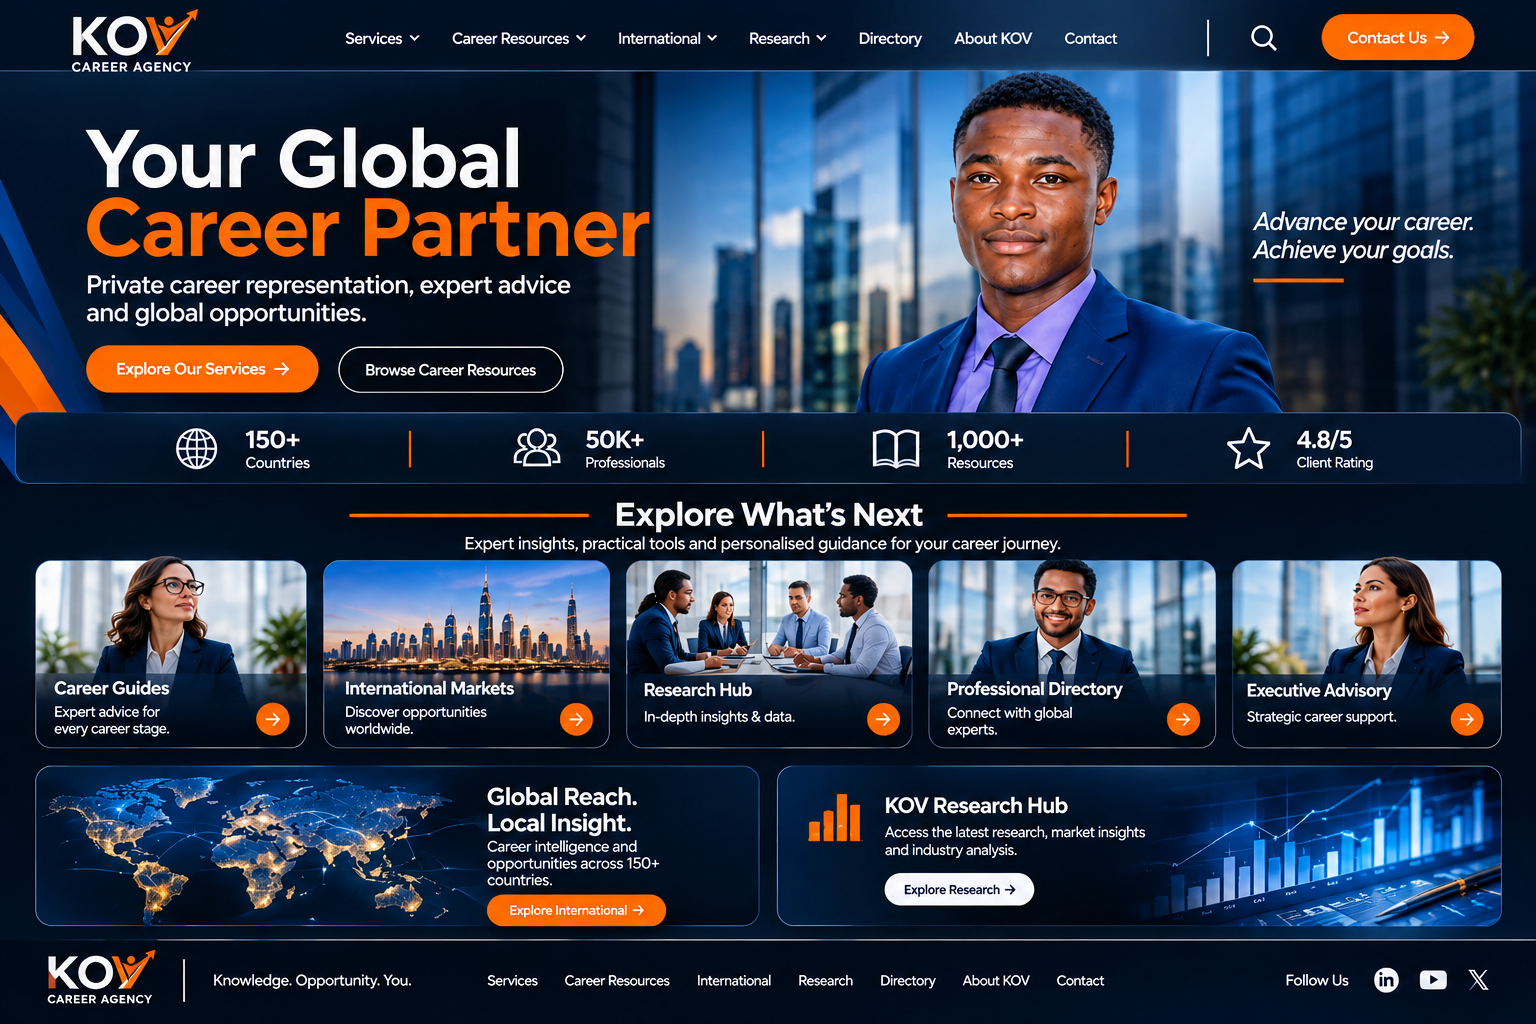 KOV
CAREER AGENCY
Services
Career Resources
International
Research
Directory
About KOV
Contact
Contact Us →
Your Global
Career Partner
Private career representation, expert advice
and global opportunities.
Explore Our Services →
Browse Career Resources
Advance your career.
Achieve your goals.
150+
Countries
50K+
Professionals
1,000+
Resources
4.8/5
Client Rating
Explore What's Next
Expert insights, practical tools and personalised guidance for your career journey.
Career Guides
Expert advice for
every career stage.
International Markets
Discover opportunities
worldwide.
Research Hub
In-depth insights & data.
Professional Directory
Connect with global
experts.
Executive Advisory
Strategic career support.
Global Reach.
Local Insight.
Career intelligence and
opportunities across 150+
countries.
Explore International →
KOV Research Hub
Access the latest research, market insights
and industry analysis.
Explore Research →
KOV
CAREER AGENCY
Knowledge. Opportunity. You.
Services
Career Resources
International
Research
Directory
About KOV
Contact
Follow Us